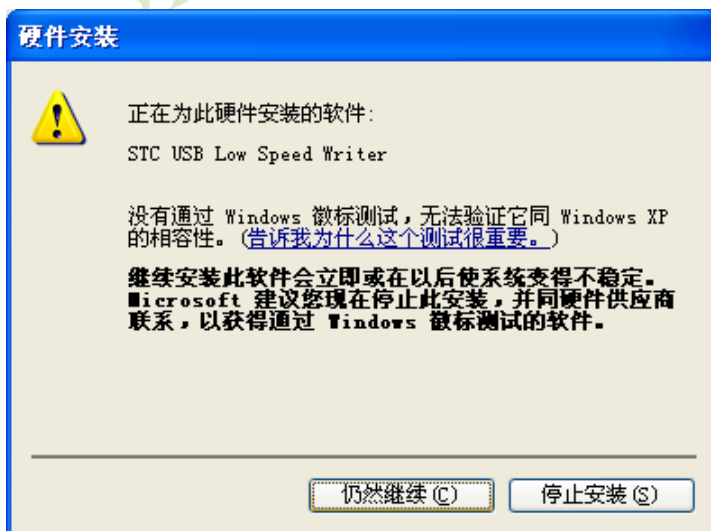 硬件安装
正在为此硬件安装的软件:
STC USB Low Speed Writer
没有通过 Windows 徽标测试，无法验证它同 Windows XP
的相容性。(告诉我为什么这个测试很重要。)
继续安装此软件会立即或在以后使系统变得不稳定。
Microsoft 建议您现在停止此安装，并同硬件供应商
联系，以获得通过 Windows 徽标测试的软件。
仍然继续(C) 停止安装(S)